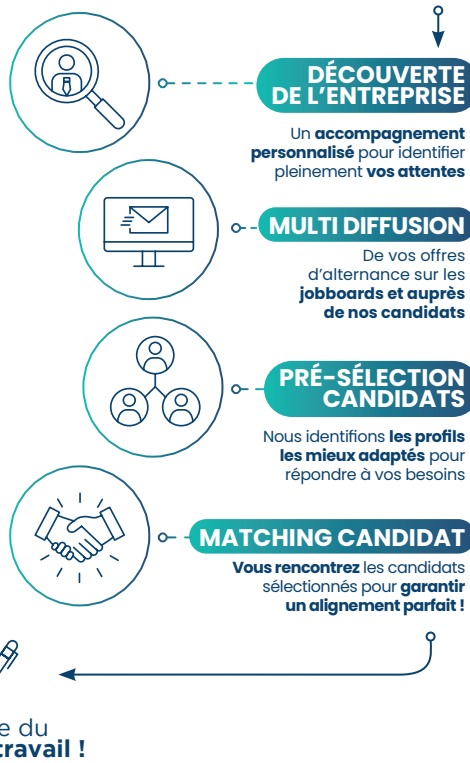 DÉCOUVERTE
DE L'ENTREPRISE
Un accompagnement
personnalisé pour identifier
pleinement vos attentes
MULTI DIFFUSION
De vos offres
d'alternance sur les
jobboards et auprès
de nos candidats
PRÉ-SÉLECTION
CANDIDATS
Nous identifions les profils
les mieux adaptés pour
répondre à vos besoins
MATCHING CANDIDAT
Vous rencontrez les candidats
sélectionnés pour garantir
un alignement parfait !
e du
travail !